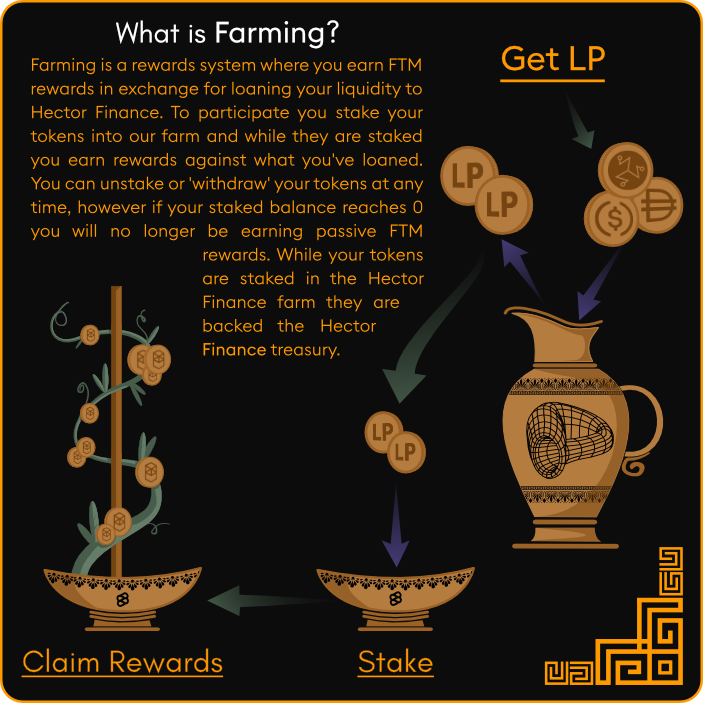 What is Farming?
Farming is a rewards system where you earn FTM
rewards in exchange for loaning your liquidity to
Hector Finance. To participate you stake your
tokens into our farm and while they are staked
you earn rewards against what you've loaned.
You can unstake or 'withdraw' your tokens at any
time, however if your staked balance reaches 0
you will no longer be earning passive FTM
rewards. While your tokens
are staked in the Hector
Finance farm they are
backed the Hector
Finance treasury.
Get LP
LP
LP
LP
LP
Claim Rewards
Stake